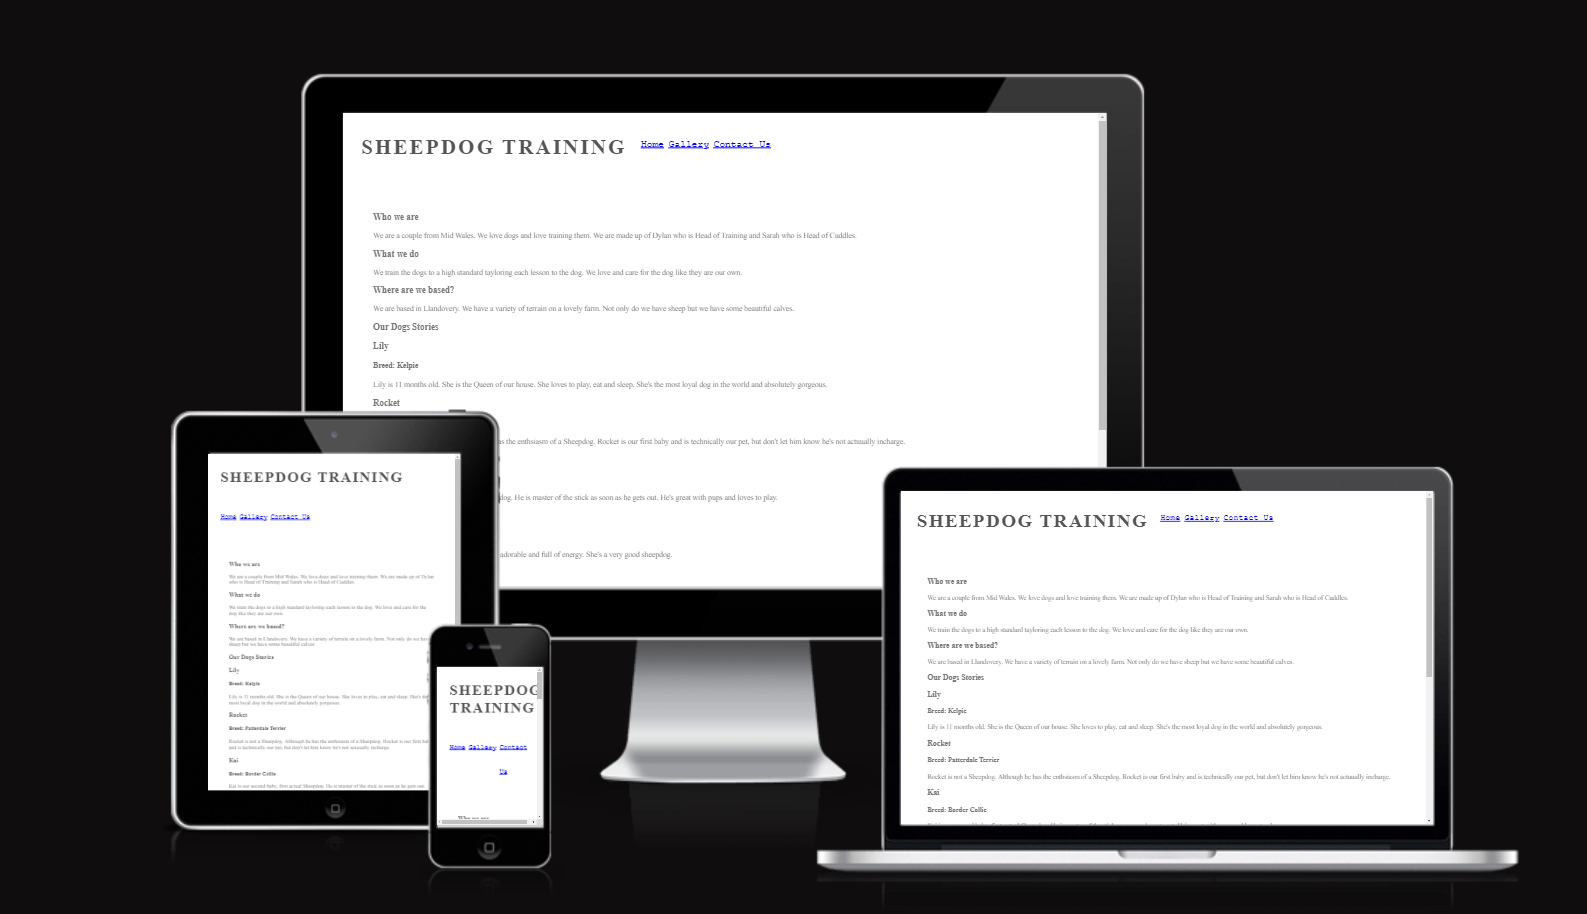 SHEEPDOG TRAINING
Home Gallery Contact Us
Who we are
We are a couple from Mid Wales. We love dogs and love training them. We are made up of Dylan who is Head of Training and Sarah who is Head of Cuddles.
What we do
We train the dogs to a high standard tayloring each lesson to the dog. We love and care for the dog like they are our own.
Where are we based?
We are based in Llandovery. We have a variety of terrain on a lovely farm. Not only do we have sheep but we have some beautiful calves.
Our Dogs Stories
Lily
Breed: Kelpie
Lily is 11 months old. She is the Queen of our house. She loves to play, eat and sleep. She's the most loyal dog in the world and absolutely gorgeous.
Rocket
as the enthsiasm of a Sheepdog. Rocket is our first baby and is technically our pet, but don't let him know he's not actuaully incharge.
dog. He is master of the stick as soon as he gets out. He's great with pups and loves to play.
adorable and full of energy. She's a very good sheepdog.
SHEEPDOG TRAINING
Home Gallery Contact Us
Who we are
We are a couple from Mid Wales. We love dogs and love training them. We are made up of Dylan
who is Head of Training and Sarah who is Head of Cuddles.
What we do
We train the dogs to a high standard tayloring each lesson to the dog. We love and care for the
dog like they are our own.
Where are we based?
We are based in Llandovery. We have a variety of terrain on a lovely farm. Not only do we have
sheep but we have some beautiful calves.
Our Dogs Stories
Lily
Breed: Kelpie
Lily is 11 months old. She is the Queen of our house. She loves to play, eat and sleep. She's the
most loyal dog in the world and absolutely gorgeous.
Rocket
Breed: Patterdale Terrier
Rocket is not a Sheepdog. Although he has the enthsiasm of a Sheepdog. Rocket is our first baby
and is technically our pet, but don't let him know he's not actuaully incharge.
Kai
Breed: Border Collie
Kai is our second baby, first actual Sheepdog. He is master of the stick as soon as he gets out.
SHEEPDOG
TRAINING
Home Gallery Contact
Us
Who we are
SHEEPDOG TRAINING
Home Gallery Contact Us
Who we are
We are a couple from Mid Wales. We love dogs and love training them. We are made up of Dylan who is Head of Training and Sarah who is Head of Cuddles.
What we do
We train the dogs to a high standard tayloring each lesson to the dog. We love and care for the dog like they are our own.
Where are we based?
We are based in Llandovery. We have a variety of terrain on a lovely farm. Not only do we have sheep but we have some beautiful calves.
Our Dogs Stories
Lily
Breed: Kelpie
Lily is 11 months old. She is the Queen of our house. She loves to play, eat and sleep. She's the most loyal dog in the world and absolutely gorgeous.
Rocket
Breed: Patterdale Terrier
Rocket is not a Sheepdog. Although he has the enthsiasm of a Sheepdog. Rocket is our first baby and is technically our pet, but don't let him know he's not actuaully incharge.
Kai
Breed: Border Collie